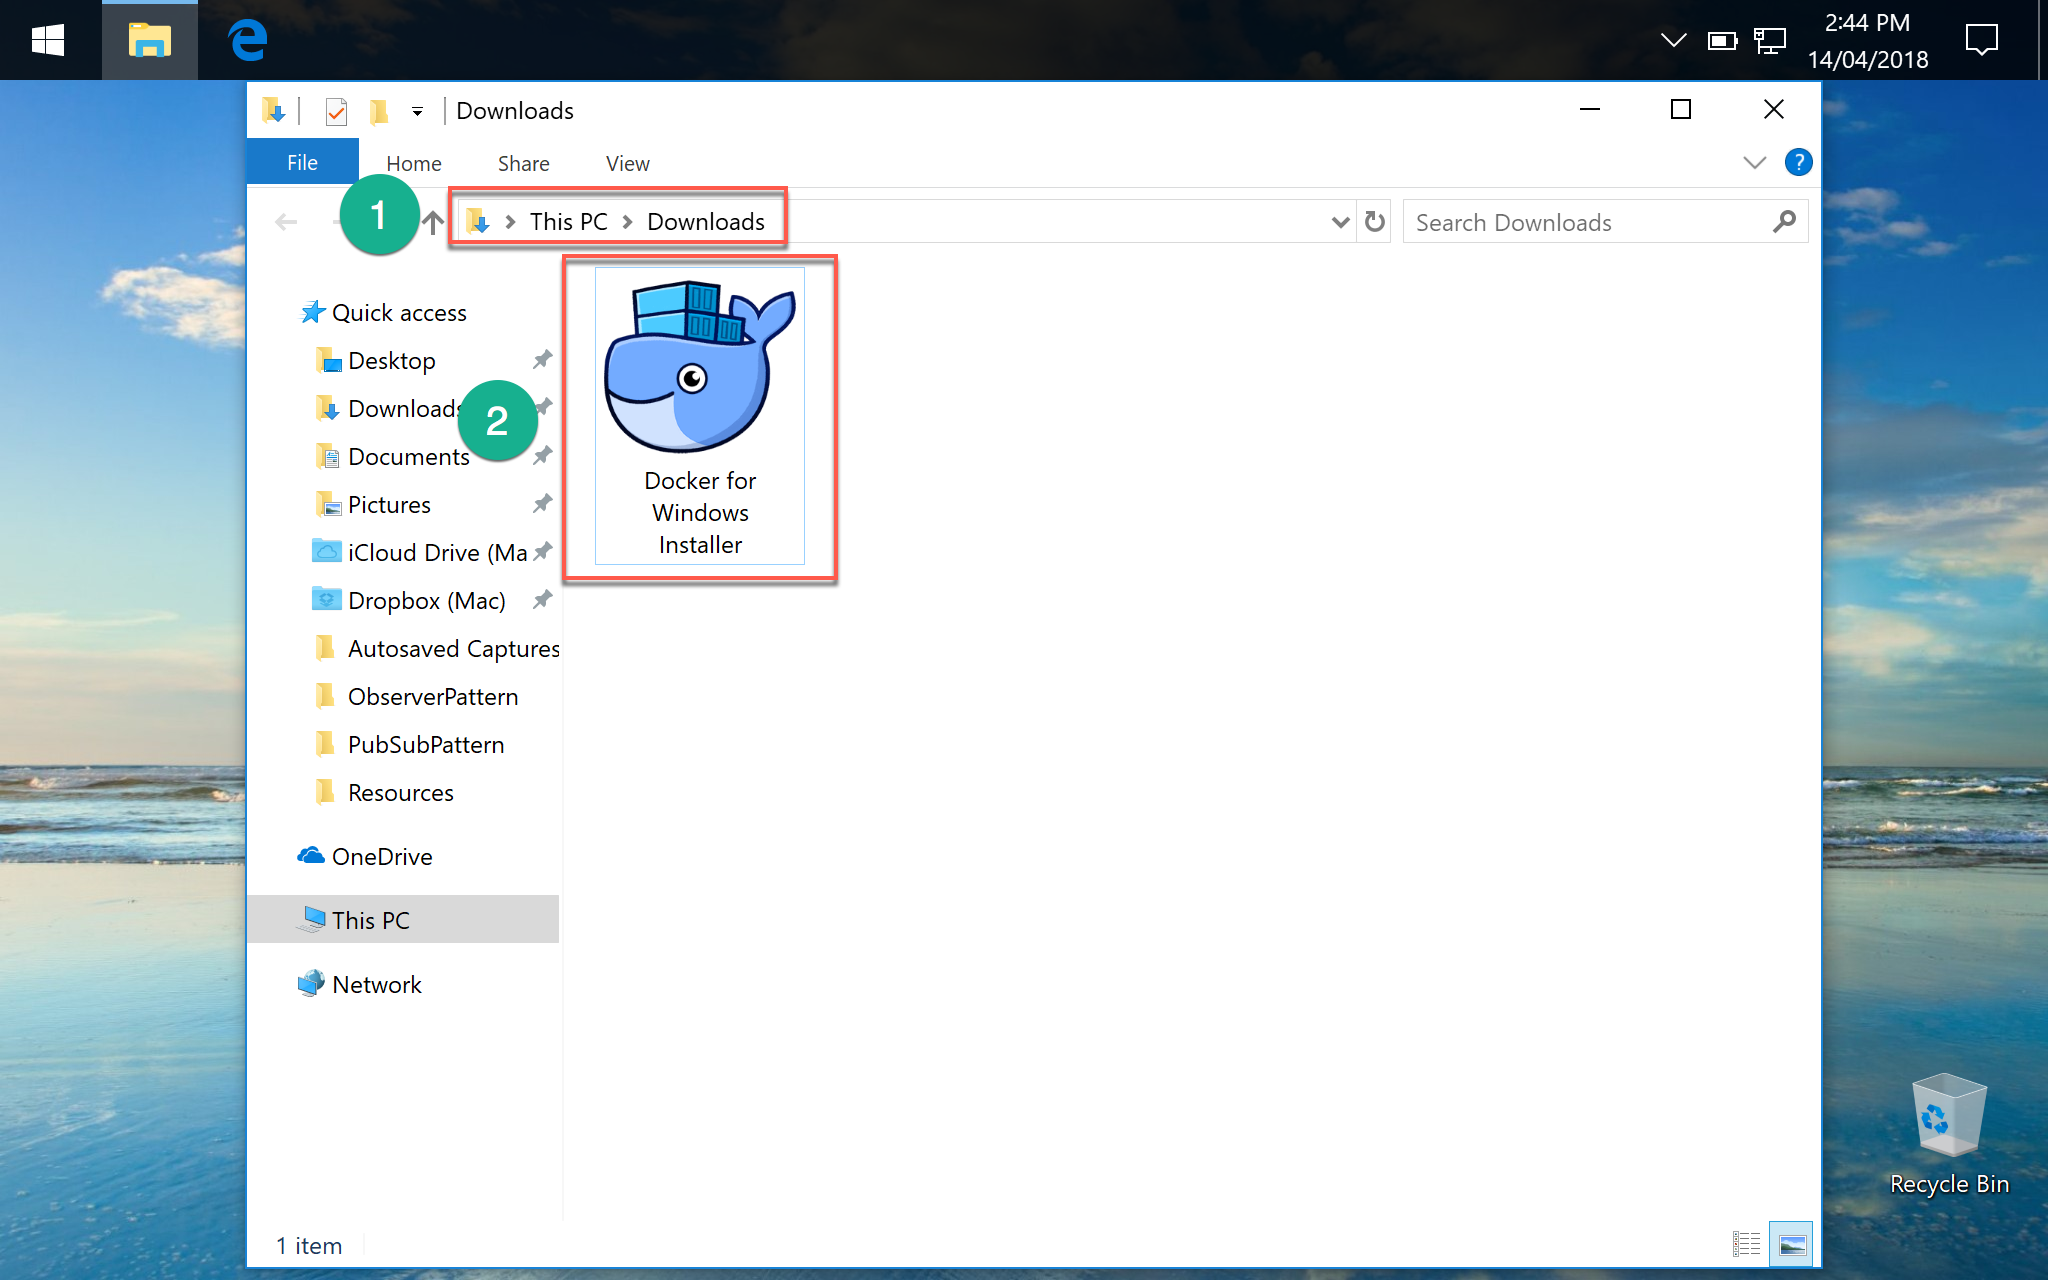 2:44 PM
14/04/2018
Downloads
File
Home
Share
View
?
1
This PC
Downloads
Search Downloads
Quick access
Desktop
Downloads
2
Documents
Pictures
iCloud Drive (Ma
Dropbox (Mac)
Autosaved Captures
ObserverPattern
PubSubPattern
Resources
OneDrive
This PC
Network
Docker for
Windows
Installer
Recycle Bin
1 item